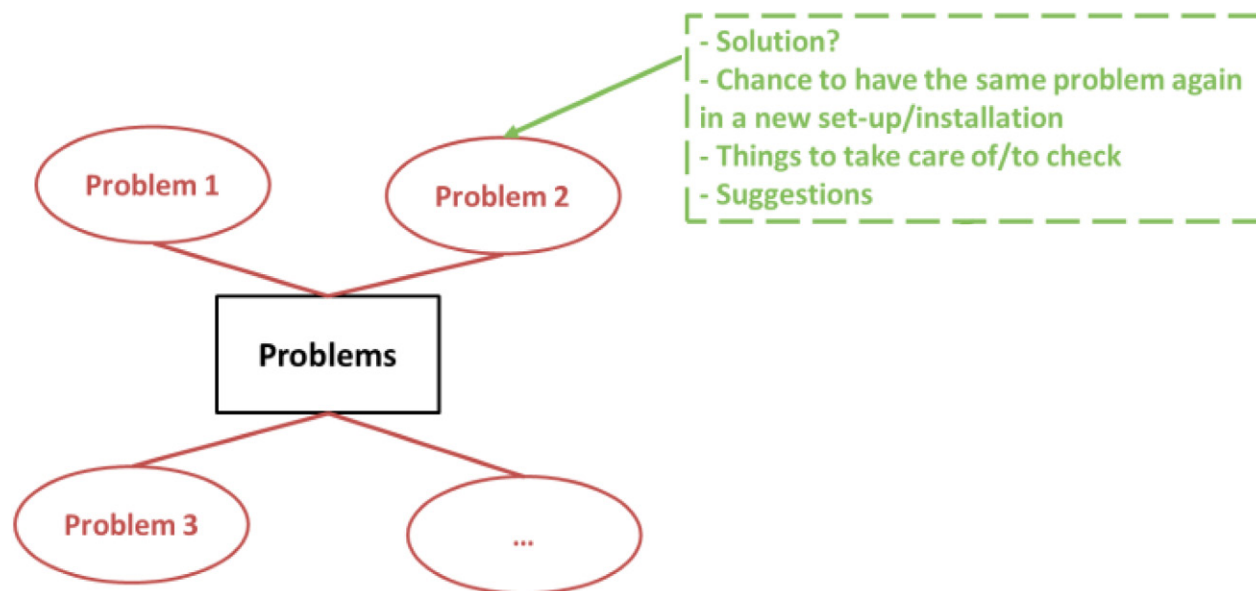 - Solution?
- Chance to have the same problem again
in a new set-up/installation
- Things to take care of/to check
- Suggestions
Problem 1
Problem 2
Problems
Problem 3
...